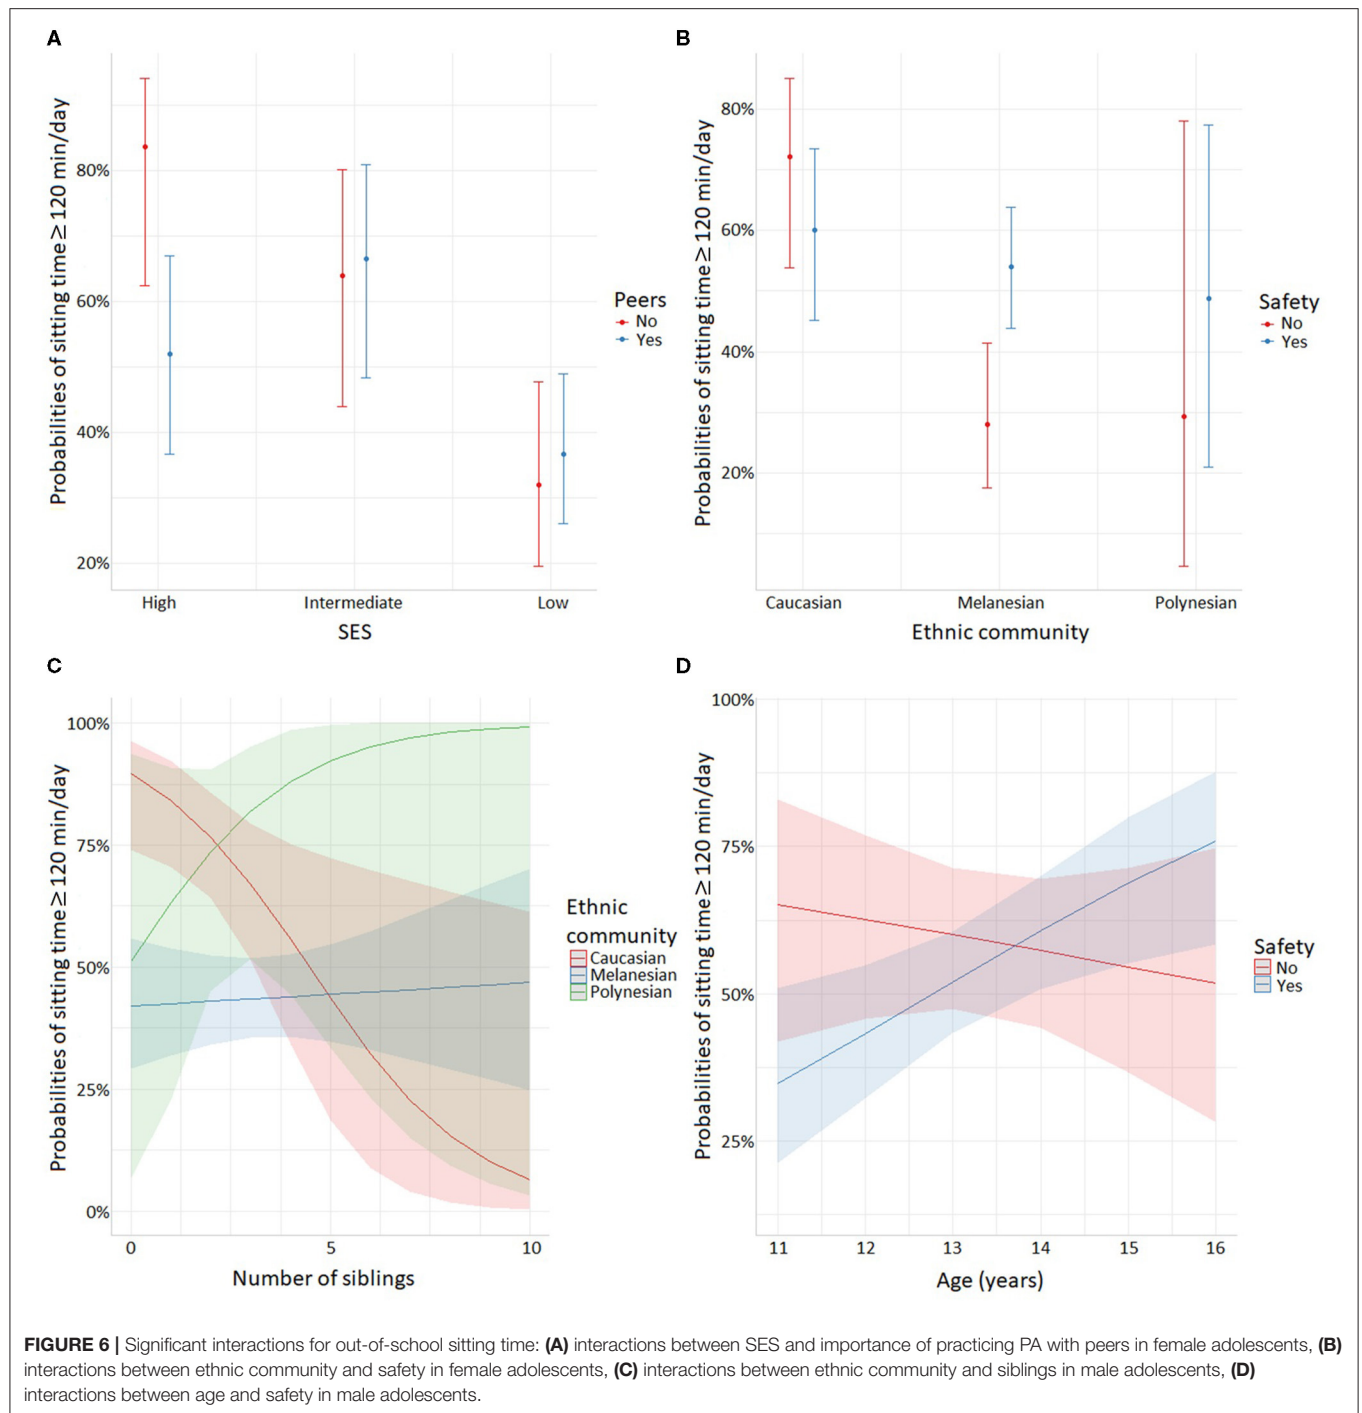 A
Probabilities of sitting time ≥ 120 min/day
80%
60%
40%
20%
High Intermediate Low
SES
Peers
No
Yes
B
Probabilities of sitting time ≥ 120 min/day
80%
60%
40%
20%
Caucasian Melanesian Polynesian
Ethnic community
Safety
No
Yes
C
Probabilities of sitting time ≥ 120 min/day
100%
75%
50%
25%
0%
0 5 10
Number of siblings
Ethnic
community
Caucasian
Melanesian
Polynesian
D
Probabilities of sitting time ≥ 120 min/day
100%
75%
50%
25%
11 12 13 14 15 16
Age (years)
Safety
No
Yes
FIGURE 6 | Significant interactions for out-of-school sitting time: (A) interactions between SES and importance of practicing PA with peers in female adolescents, (B)
interactions between ethnic community and safety in female adolescents, (C) interactions between ethnic community and siblings in male adolescents, (D)
interactions between age and safety in male adolescents.